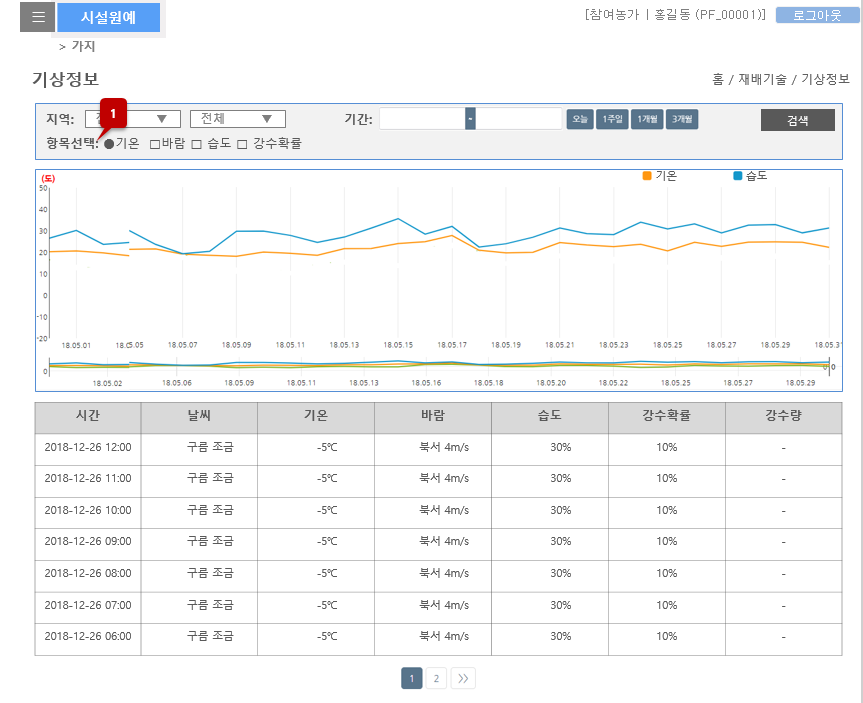 시설원예
[참여농가 | 홍길동 (PF_00001)] 로그아웃
> 가지
기상정보
홈 / 재배기술 / 기상정보
지역: 1 ▼ 전체 ▼ 기간: - 오늘 1주일 1개월 3개월 검색
항목선택: ●기온 □바람 □ 습도 □ 강수확률
(도) 기온 습도
50
40
30
20
10
0
-10
-20
18.05.01 18.05.05 18.05.07 18.05.09 18.05.11 18.05.13 18.05.15 18.05.17 18.05.19 18.05.21 18.05.23 18.05.25 18.05.27 18.05.29 18.05.3
0 0 0
18.05.02 18.05.06 18.05.09 18.05.11 18.05.13 18.05.16 18.05.18 18.05.20 18.05.22 18.05.25 18.05.27 18.05.29
시간 날씨 기온 바람 습도 강수확률 강수량
2018-12-26 12:00 구름 조금 -5℃ 북서 4m/s 30% 10% -
2018-12-26 11:00 구름 조금 -5℃ 북서 4m/s 30% 10% -
2018-12-26 10:00 구름 조금 -5℃ 북서 4m/s 30% 10% -
2018-12-26 09:00 구름 조금 -5℃ 북서 4m/s 30% 10% -
2018-12-26 08:00 구름 조금 -5℃ 북서 4m/s 30% 10% -
2018-12-26 07:00 구름 조금 -5℃ 북서 4m/s 30% 10% -
2018-12-26 06:00 구름 조금 -5℃ 북서 4m/s 30% 10% -
1 2 >>